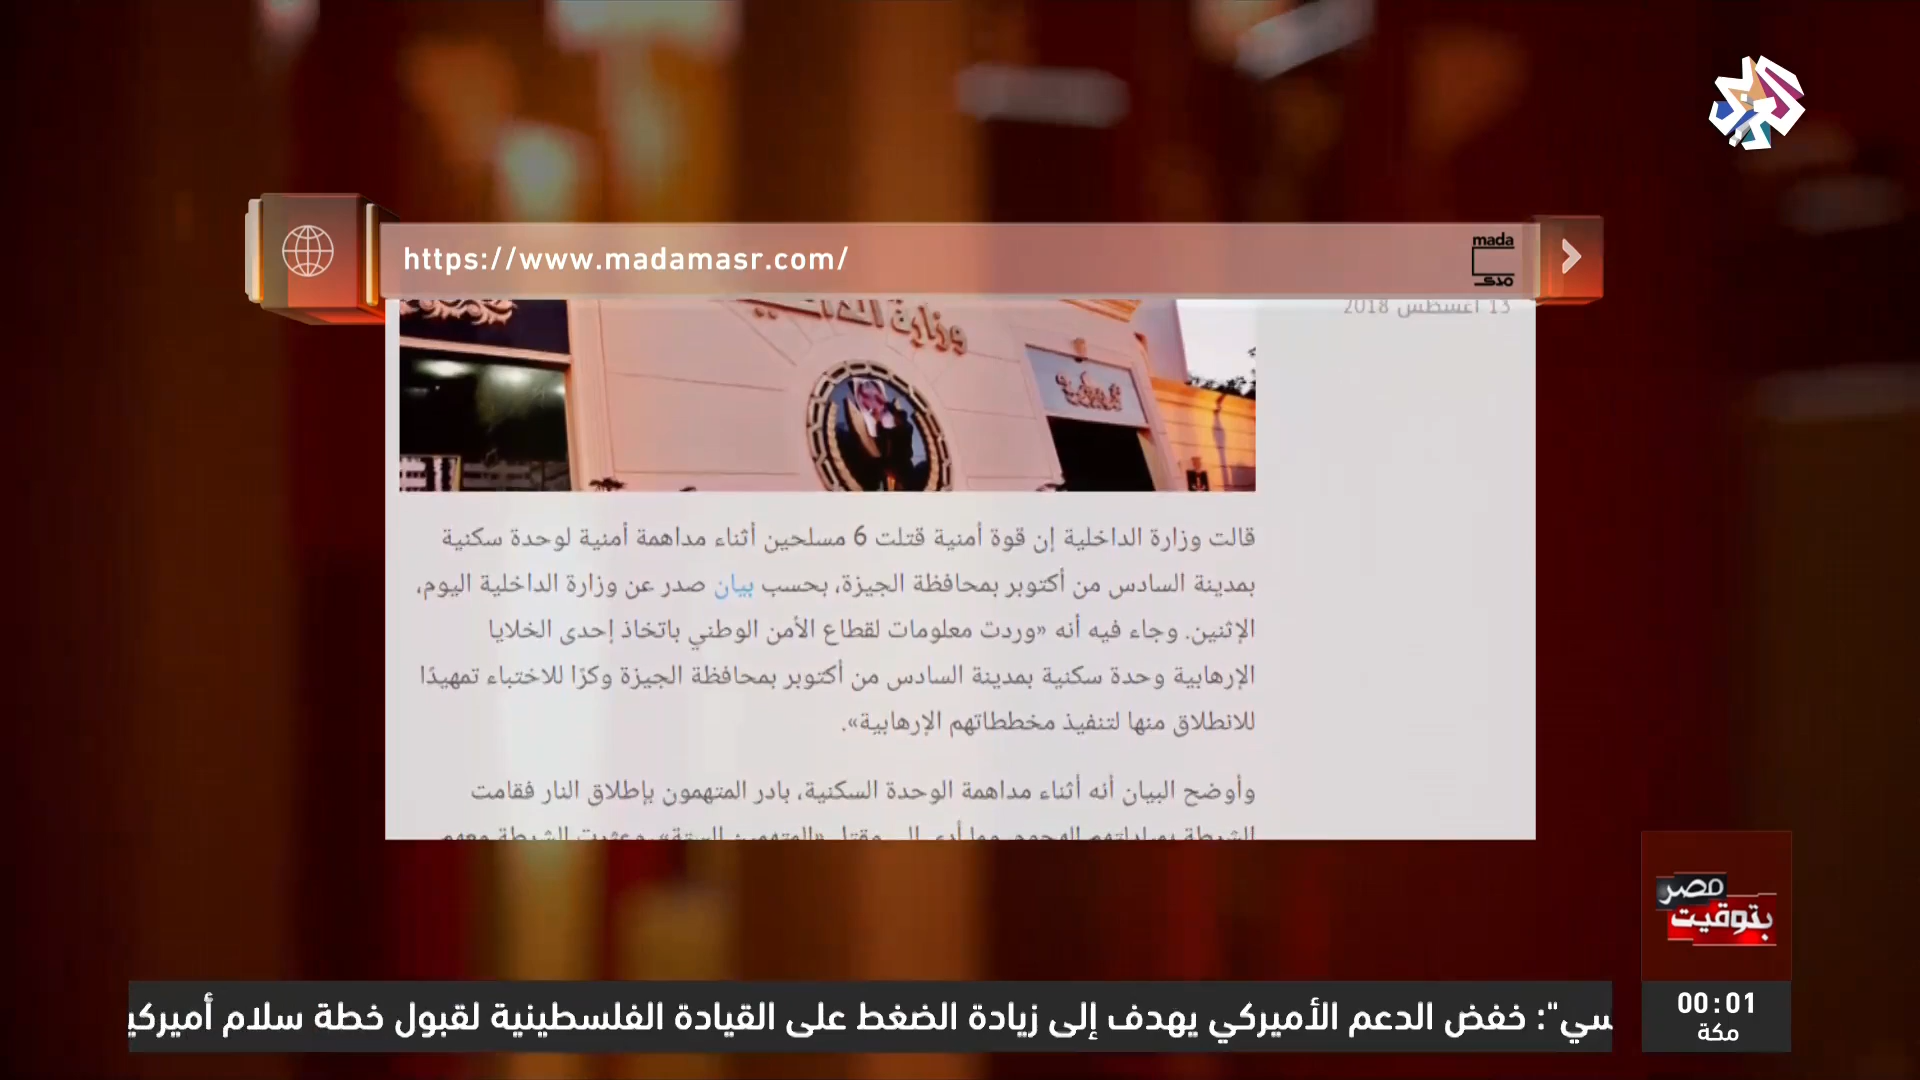 https://www.madamasr.com/
mada
مدى
13 أغسطس 2018
وزارة الداخلية
قالت وزارة الداخلية إن قوة أمنية قتلت 6 مسلحين أثناء مداهمة أمنية لوحدة سكنية
بمدينة السادس من أكتوبر بمحافظة الجيزة، بحسب بيان صدر عن وزارة الداخلية اليوم،
الإثنين. وجاء فيه أنه «وردت معلومات لقطاع الأمن الوطني باتخاذ إحدى الخلايا
الإرهابية وحدة سكنية بمدينة السادس من أكتوبر بمحافظة الجيزة وكرًا للاختباء تمهيدًا
للانطلاق منها لتنفيذ مخططاتهم الإرهابية».
وأوضح البيان أنه أثناء مداهمة الوحدة السكنية، بادر المتهمون بإطلاق النار فقامت
مصر
بتوقيت
سي": خفض الدعم الأميركي يهدف إلى زيادة الضغط على القيادة الفلسطينية لقبول خطة سلام أميركي
00:01
مكة